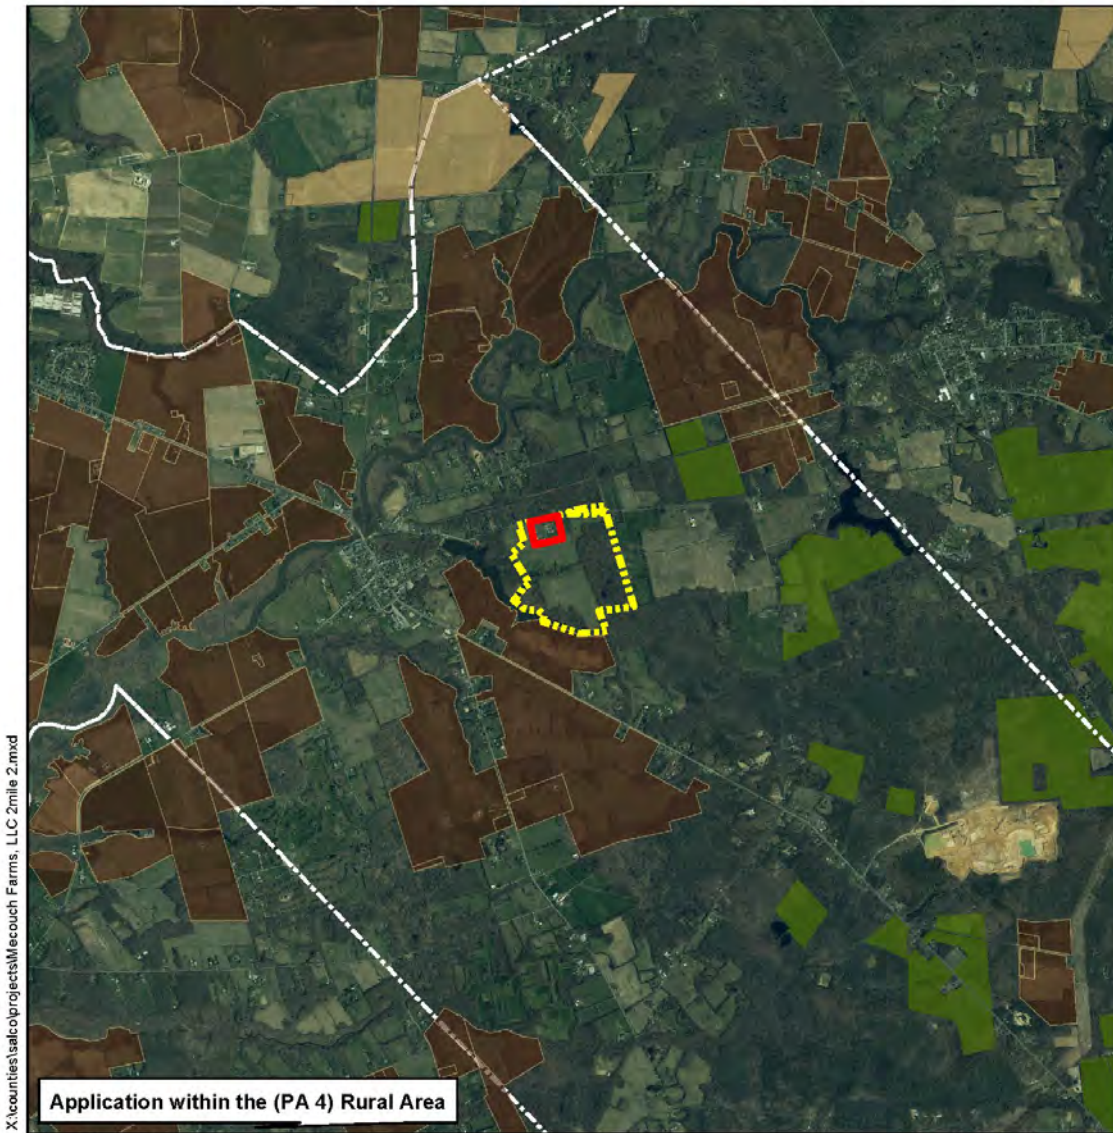 X:\counties\salco\projects\Mecouch Farms, LLC 2mile 2.mxd
Application within the (PA 4) Rural Area